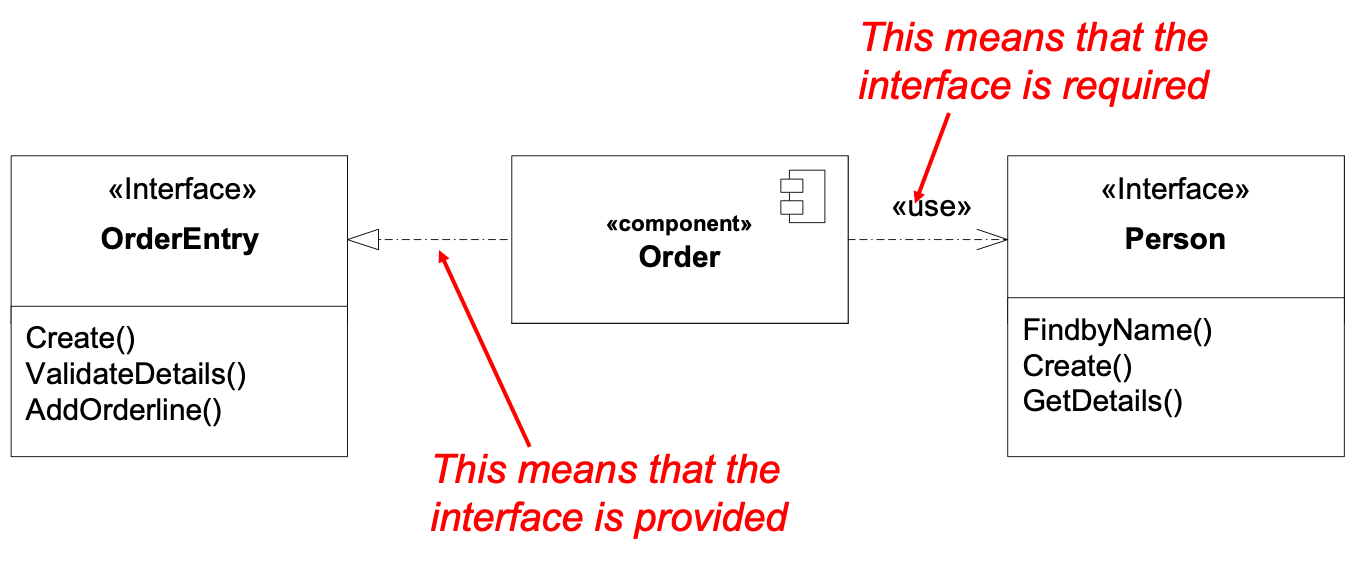 This means that the
interface is required
«Interface»
OrderEntry
Create()
ValidateDetails()
AddOrderline()
«component»
Order
«use»
«Interface»
Person
FindbyName()
Create()
GetDetails()
This means that the
interface is provided